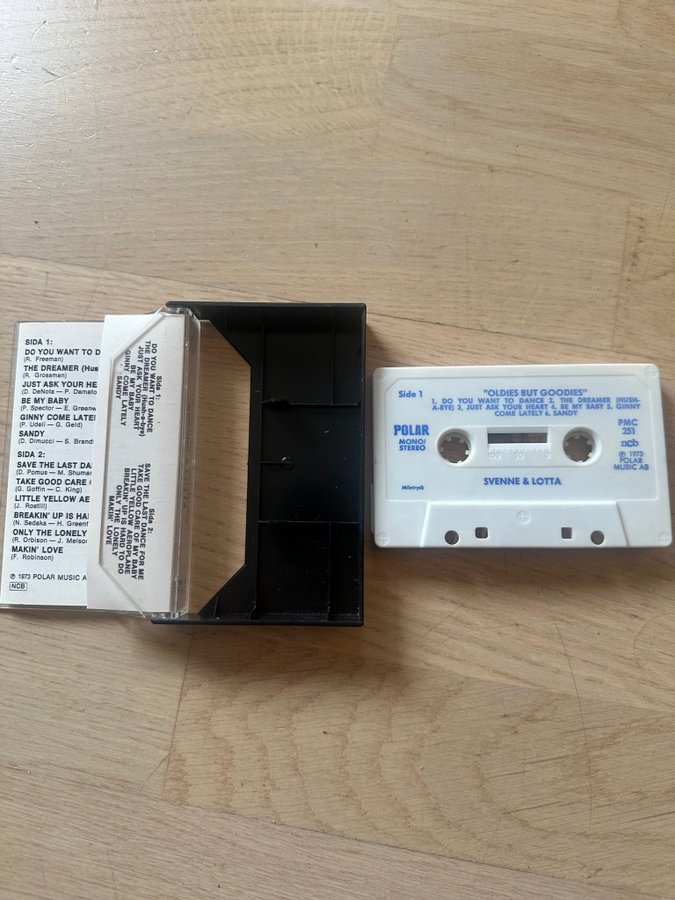 SIDA 1:
DO YOU WANT TO D
(R. Freeman)
THE DREAMER (Hus
(R. Grossman)
JUST ASK YOUR HE
(D. DeNota — P. Damato
BE MY BABY
(P. Spector — E. Greenw
GINNY COME LATE
(P. Udell — G. Geld)
SANDY
(D. Dimucci — S. Brandt
SIDA 2:
SAVE THE LAST DA
(D. Pomus — M. Shuma
TAKE GOOD CARE
(G. Goffin — C. King)
LITTLE YELLOW AE
(J. Rostill)
BREAKIN' UP IS HA
(N. Sedaka — H. Greenf
ONLY THE LONELY
(R. Orbison — J. Melso
MAKIN' LOVE
(F. Robinson)
℗ 1973 POLAR MUSIC A
NCB
Side 1:
DO YOU WANT TO DANCE
THE DREAMER (Hush-a-bye)
JUST ASK YOUR HEART
BE MY BABY
GINNY COME LATELY
SANDY
Side 2:
SAVE THE LAST DANCE FOR ME
TAKE GOOD CARE OF MY BABY
LITTLE YELLOW AEROPLANE
BREAKIN' UP IS HARD TO DO
ONLY THE LONELY
MAKIN' LOVE
Side 1
"OLDIES BUT GOODIES"
1. DO YOU WANT TO DANCE 2. THE DREAMER (HUSH-
A-BYE) 3. JUST ASK YOUR HEART 4. BE MY BABY 5. GINNY
COME LATELY 6. SANDY
POLAR
MONO/
STEREO
PMC
251
ncb
℗ 1973
POLAR
MUSIC AB
100 50 0
SVENNE & LOTTA